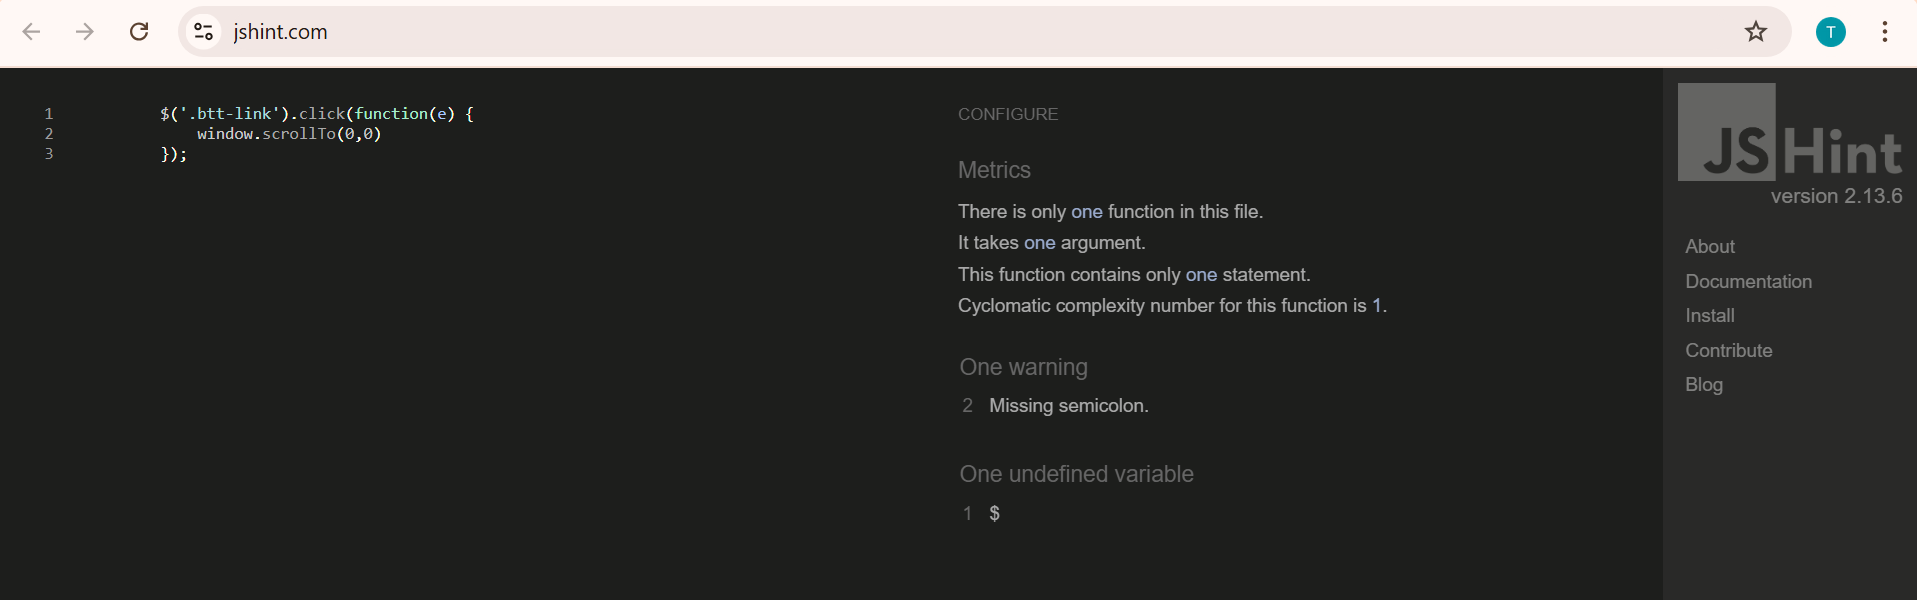 jshint.com
T
1 $('.btt-link').click(function(e) {
2 window.scrollTo(0,0)
3 });
CONFIGURE
Metrics
There is only one function in this file.
It takes one argument.
This function contains only one statement.
Cyclomatic complexity number for this function is 1.
One warning
2 Missing semicolon.
One undefined variable
1 $
JSHint
version 2.13.6
About
Documentation
Install
Contribute
Blog